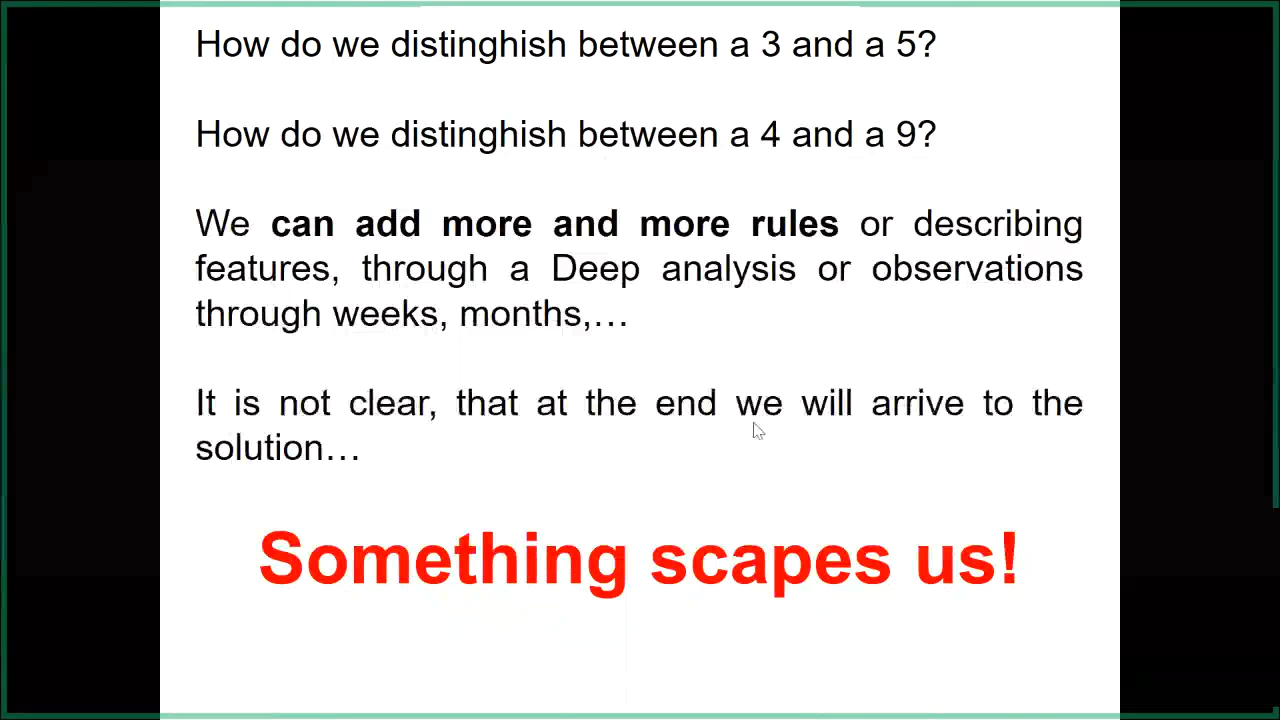 How do we distinghish between a 3 and a 5?
How do we distinghish between a 4 and a 9?
We can add more and more rules or describing
features, through a Deep analysis or observations
through weeks, months,…
It is not clear, that at the end we will arrive to the
solution…
Something scapes us!